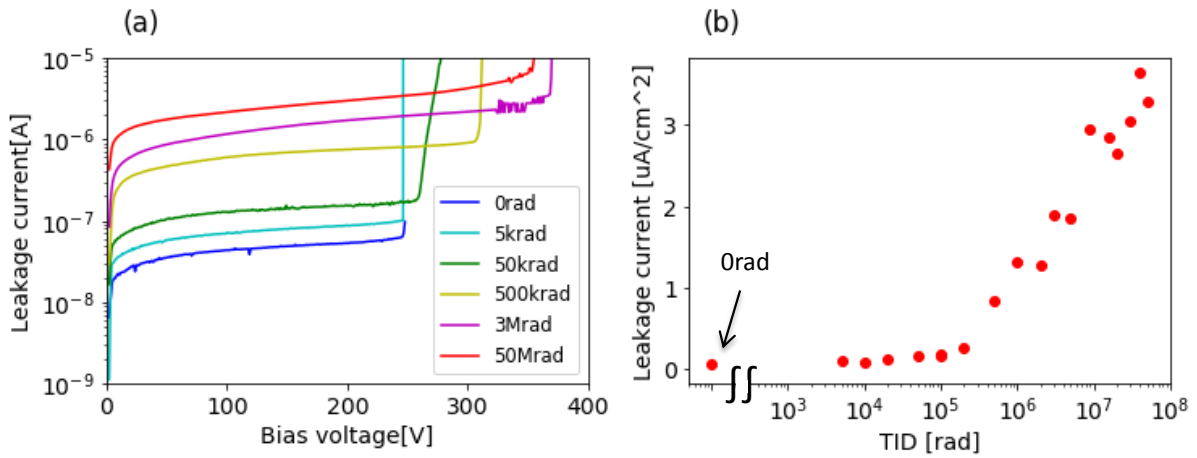 (a)
10^-5
10^-6
10^-7
10^-8
10^-9
Leakage current[A]
0rad
5krad
50krad
500krad
3Mrad
50Mrad
0 100 200 300 400
Bias voltage[V]
(b)
Leakage current [uA/cm^2]
3
2
1
0
0rad
∫∫
10^3 10^4 10^5 10^6 10^7 10^8
TID [rad]